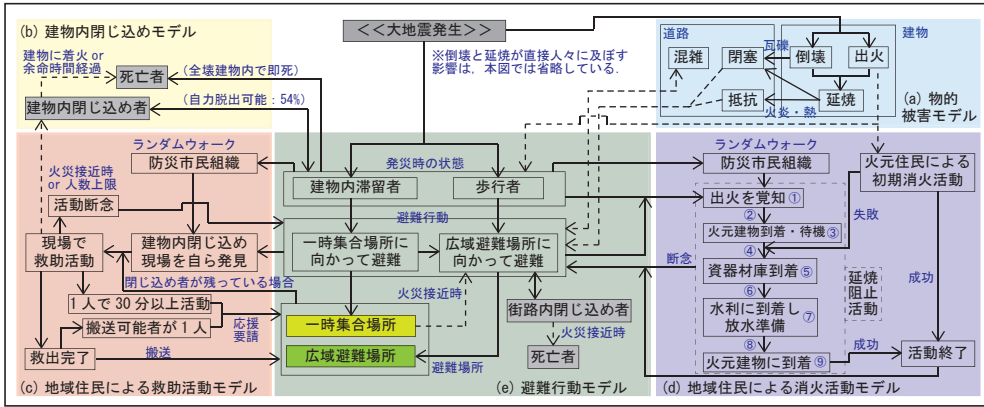 (b) 建物内閉じ込めモデル
<<大地震発生>>
※倒壊と延焼が直接人々に及ぼす
影響は,本図では省略している.
建物に着火 or
余命時間経過
死亡者
(全壊建物内で即死)
建物内閉じ込め者
(自力脱出可能:54%)
道路
建物
混雑
閉塞
瓦礫
倒壊
出火
抵抗
延焼
火炎・熱
(a) 物的
被害モデル
ランダムウォーク
防災市民組織
火災接近時
or 人数上限
活動断念
現場で
救助活動
建物内閉じ込め
現場を自ら発見
閉じ込め者が残っている場合
1人で30分以上活動
搬送可能者が1人
応援
要請
救出完了
搬送
(c) 地域住民による救助活動モデル
発災時の状態
建物内滞留者
歩行者
避難行動
一時集合場所に
向かって避難
広域避難場所に
向かって避難
火災接近時
街路内閉じ込め者
一時集合場所
広域避難場所
避難場所
火災接近時
死亡者
(e) 避難行動モデル
ランダムウォーク
防災市民組織
火元住民による
初期消火活動
出火を覚知①
②
火元建物到着・待機③
失敗
④
断念
資器材庫到着⑤
⑥
延焼
阻止
活動
水利に到着し
放水準備
⑦
⑧
火元建物に到着⑨
成功
成功
活動終了
(d) 地域住民による消火活動モデル